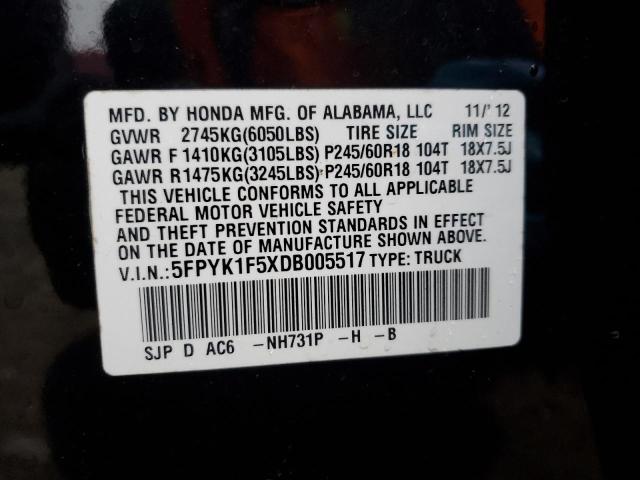 MFD. BY HONDA MFG. OF ALABAMA, LLC 11/'12
GVWR 2745KG(6050LBS) TIRE SIZE RIM SIZE
GAWR F 1410KG(3105LBS) P245/60R18 104T 18X7.5J
GAWR R 1475KG(3245LBS) P245/60R18 104T 18X7.5J
THIS VEHICLE CONFORMS TO ALL APPLICABLE
FEDERAL MOTOR VEHICLE SAFETY
AND THEFT PREVENTION STANDARDS IN EFFECT
ON THE DATE OF MANUFACTURE SHOWN ABOVE.
V.I.N.: 5FPYK1F5XDB005517 TYPE: TRUCK
SJP D AC6 -NH731P -H -B